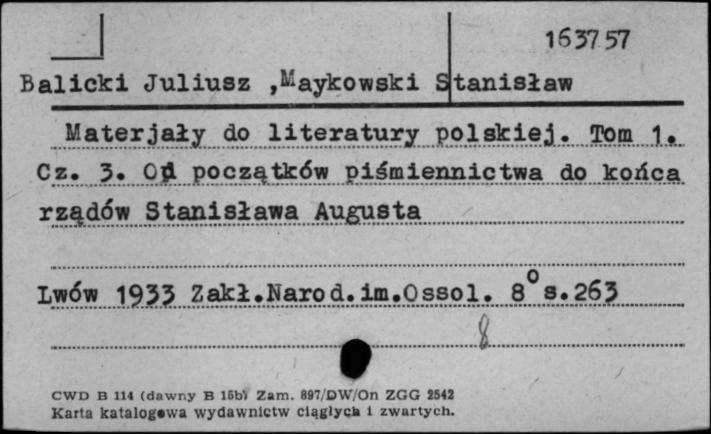 163757
Balicki Juliusz ,Maykowski Stanisław
Materjały do literatury polskiej. Tom 1.
Cz. 3. Od początków piśmiennictwa do końca
rządów Stanisława Augusta
Lwów 1933 Zakł.Narod.im.Ossol. 8° s.263
8
CWD B 114 (dawny B 15b) Zam. 897/DW/On ZGG 2542
Karta katalogowa wydawnictw ciągłych i zwartych.